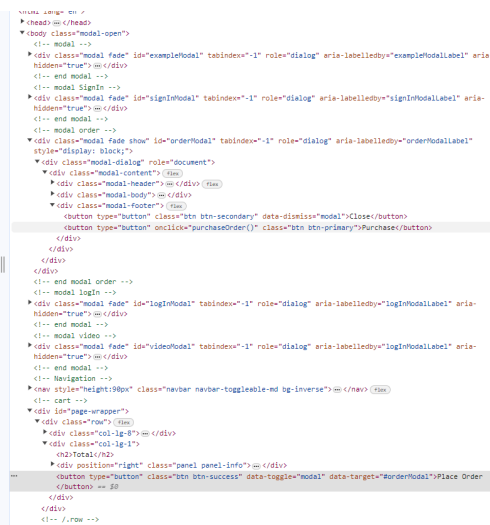 <html lang="en">
<head> ⋯ </head>
<body class="modal-open">
<!-- modal -->
<div class="modal fade" id="exampleModal" tabindex="-1" role="dialog" aria-labelledby="exampleModalLabel" aria-
hidden="true"> ⋯ </div>
<!-- end modal -->
<!-- modal SignIn -->
<div class="modal fade" id="signInModal" tabindex="-1" role="dialog" aria-labelledby="signInModalLabel" aria-
hidden="true"> ⋯ </div>
<!-- end modal -->
<!-- modal order -->
<div class="modal fade show" id="orderModal" tabindex="-1" role="dialog" aria-labelledby="orderModalLabel"
style="display: block;">
<div class="modal-dialog" role="document">
<div class="modal-content"> flex
<div class="modal-header"> ⋯ </div> flex
<div class="modal-body"> ⋯ </div>
<div class="modal-footer"> flex
<button type="button" class="btn btn-secondary" data-dismiss="modal">Close</button>
<button type="button" onclick="purchaseOrder()" class="btn btn-primary">Purchase</button>
</div>
</div>
</div>
</div>
<!-- end modal order -->
<!-- modal logIn -->
<div class="modal fade" id="logInModal" tabindex="-1" role="dialog" aria-labelledby="logInModalLabel" aria-
hidden="true"> ⋯ </div>
<!-- end modal -->
<!-- modal video -->
<div class="modal fade" id="videoModal" tabindex="-1" role="dialog" aria-labelledby="logInModalLabel" aria-
hidden="true"> ⋯ </div>
<!-- end modal -->
<!-- Navigation -->
<nav style="height:90px" class="navbar navbar-toggleable-md bg-inverse"> ⋯ </nav> flex
<!-- cart -->
<div id="page-wrapper">
<div class="row"> flex
<div class="col-lg-8"> ⋯ </div>
<div class="col-lg-1">
<h2>Total</h2>
<div position="right" class="panel panel-info"> ⋯ </div>
<button type="button" class="btn btn-success" data-toggle="modal" data-target="#orderModal">Place Order
</button> == $0
</div>
</div>
<!-- /.row -->